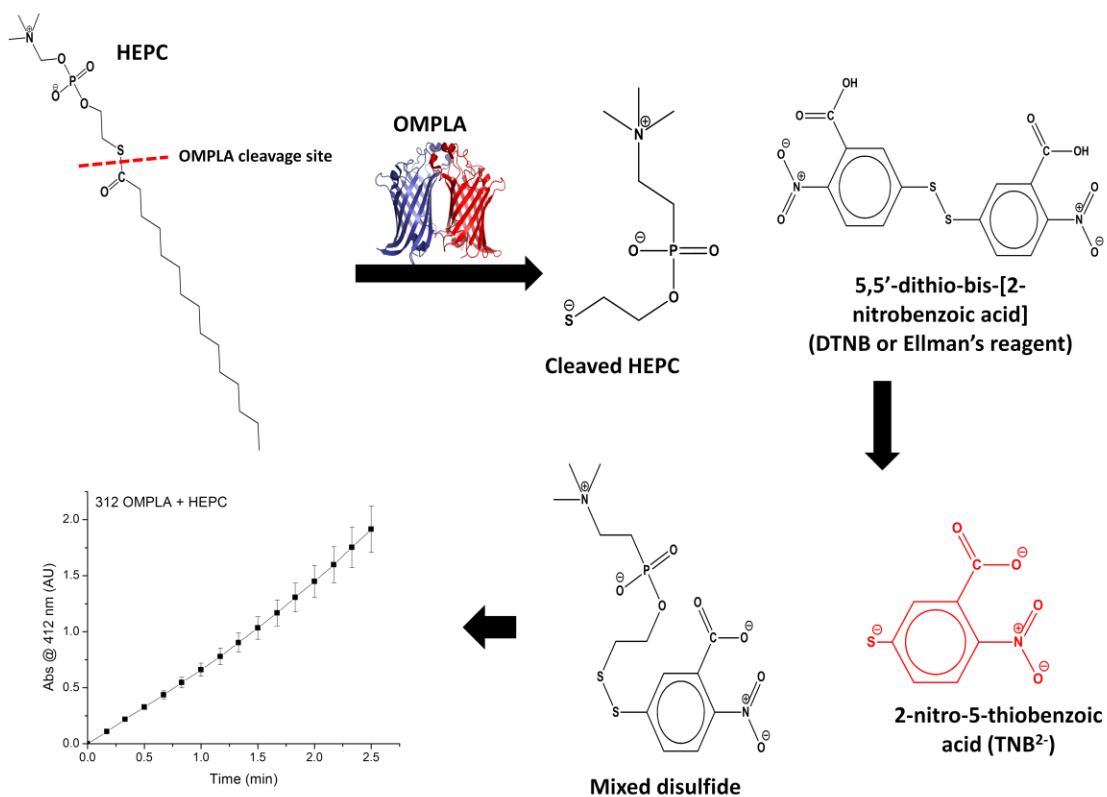 HEPC
OMPLA cleavage site
OMPLA
Cleaved HEPC
5,5'-dithio-bis-[2-
nitrobenzoic acid]
(DTNB or Ellman's reagent)
312 OMPLA + HEPC
Abs @ 412 nm (AU)
2.0
1.5
1.0
0.5
0.0
0.0 0.5 1.0 1.5 2.0 2.5
Time (min)
Mixed disulfide
2-nitro-5-thiobenzoic
acid (TNB2-)
N
O
P
O
O
O
S
O
C
N
O
P
O
O
S
OH
C
O
O
N
O
S
S
O
C
OH
N
O
O
N
O
P
O
O
O
C
O
S
S
N
O
O
O
C
O
S
N
O
O